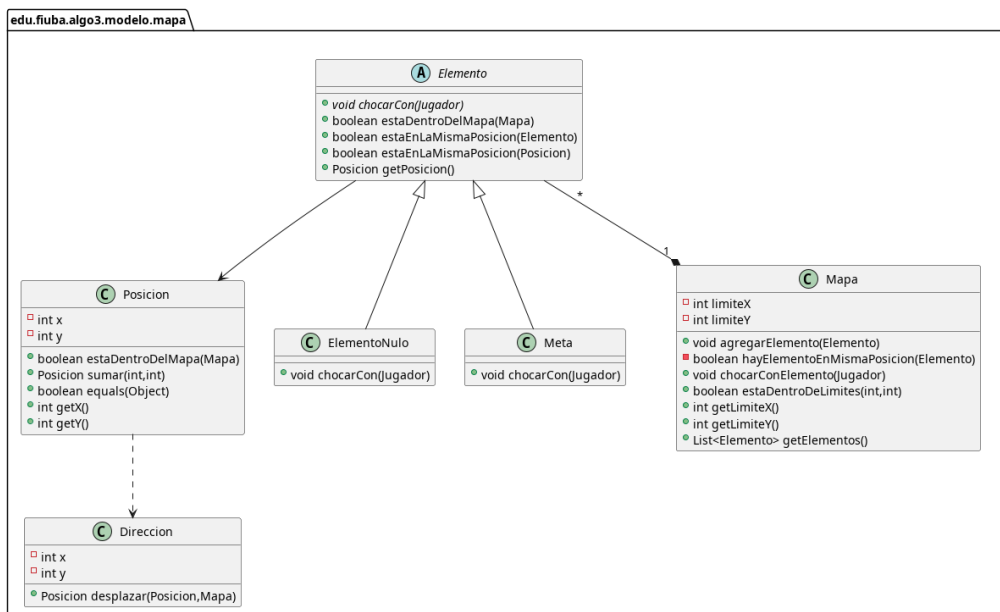 edu.fiuba.algo3.modelo.mapa
A Elemento
void chocarCon(Jugador)
boolean estaDentroDelMapa(Mapa)
boolean estaEnLaMismaPosicion(Elemento)
boolean estaEnLaMismaPosicion(Posicion)
Posicion getPosicion()
*
1
C Posicion
int x
int y
boolean estaDentroDelMapa(Mapa)
Posicion sumar(int,int)
boolean equals(Object)
int getX()
int getY()
C ElementoNulo
void chocarCon(Jugador)
C Meta
void chocarCon(Jugador)
C Mapa
int limiteX
int limiteY
void agregarElemento(Elemento)
boolean hayElementoEnMismaPosicion(Elemento)
void chocarConElemento(Jugador)
boolean estaDentroDeLimites(int,int)
int getLimiteX()
int getLimiteY()
List<Elemento> getElementos()
C Direccion
int x
int y
Posicion desplazar(Posicion,Mapa)